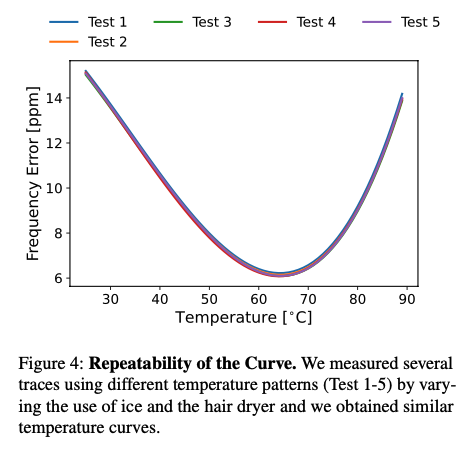 Test 1 Test 3 Test 4 Test 5
Test 2
Frequency Error [ppm]
14
12
10
8
6
30 40 50 60 70 80 90
Temperature [°C]
Figure 4: Repeatability of the Curve. We measured several
traces using different temperature patterns (Test 1-5) by vary-
ing the use of ice and the hair dryer and we obtained similar
temperature curves.